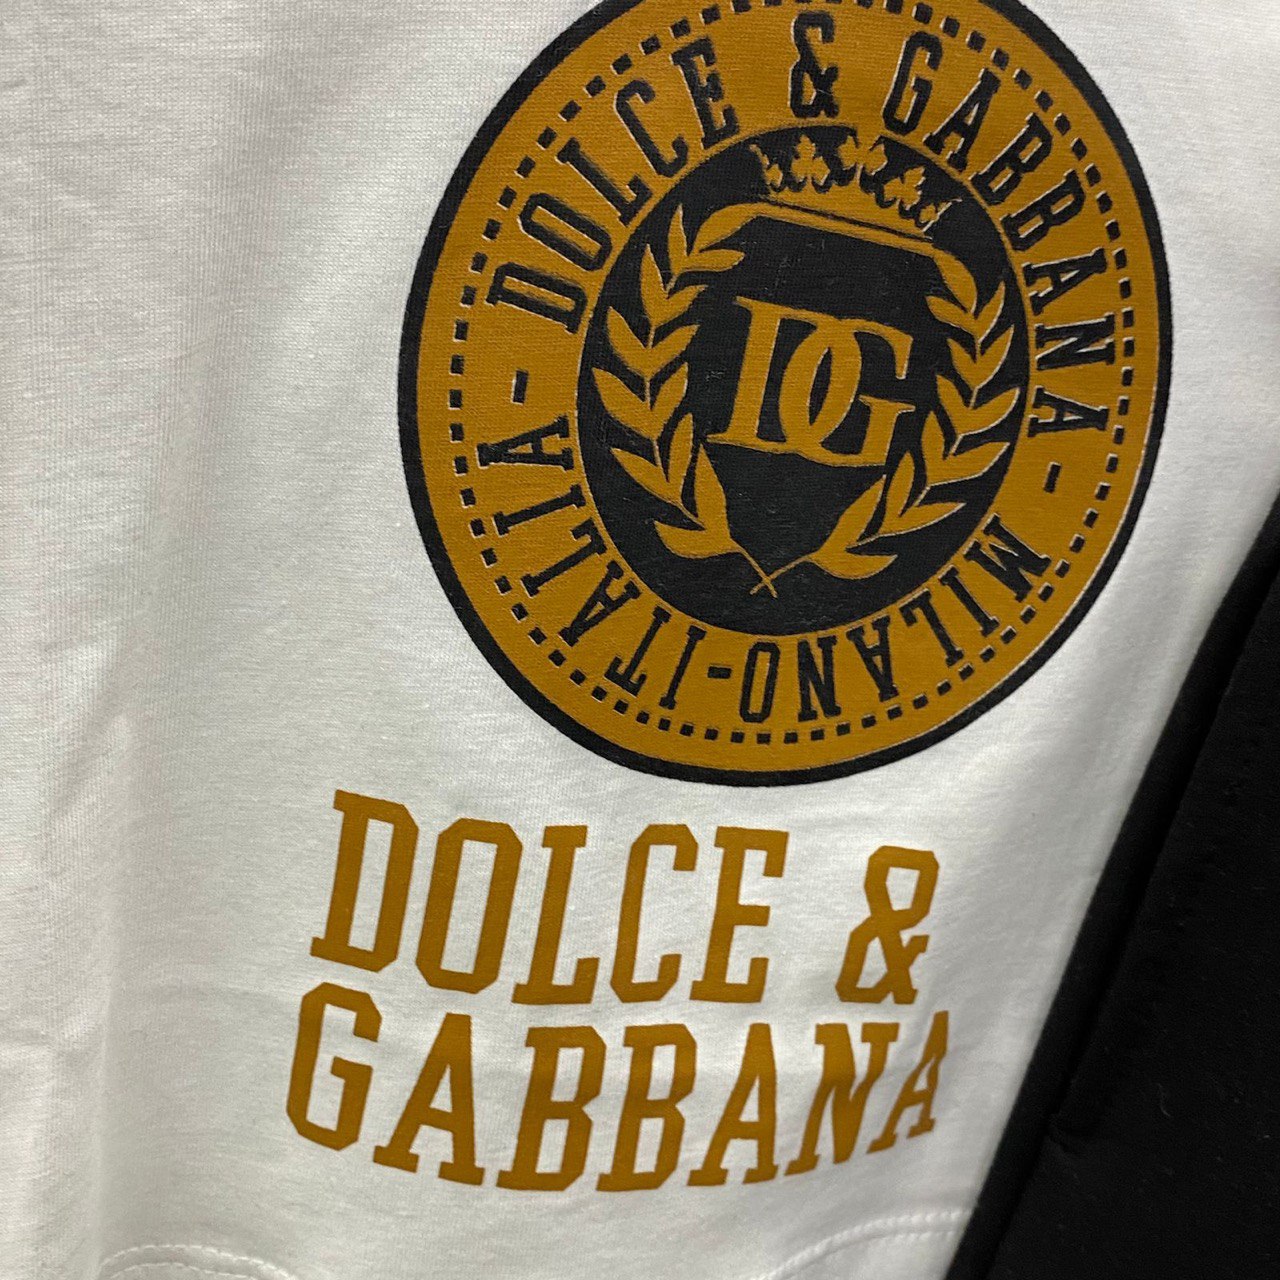 DOLCE & GABBANA - MILANO - ITALIA -
DG
DOLCE &
GABBANA